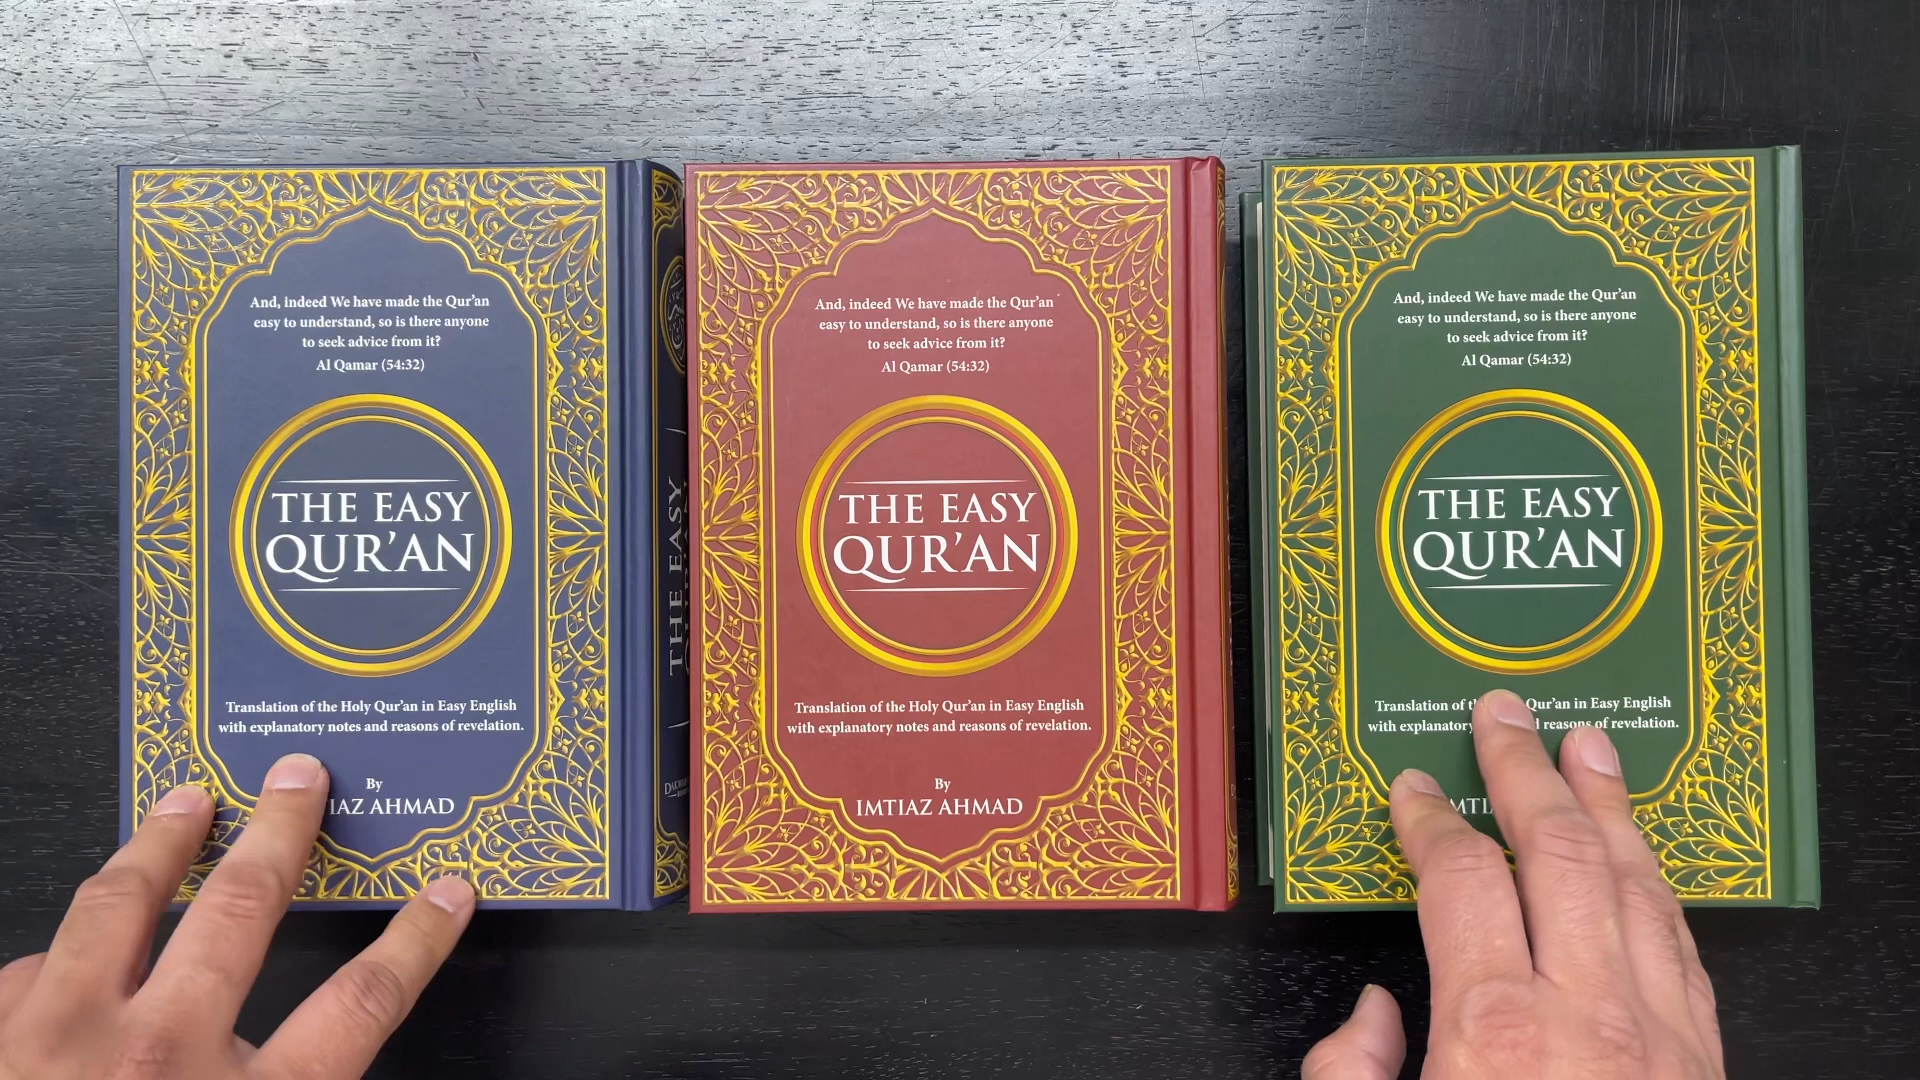 And, indeed We have made the Qur'an
easy to understand, so is there anyone
to seek advice from it?
Al Qamar (54:32)
THE EASY
QUR'AN
Translation of the Holy Qur'an in Easy English
with explanatory notes and reasons of revelation.
By
IAZ AHMAD
THE EASY
And, indeed We have made the Qur'an
easy to understand, so is there anyone
to seek advice from it?
Al Qamar (54:32)
THE EASY
QUR'AN
Translation of the Holy Qur'an in Easy English
with explanatory notes and reasons of revelation.
By
IMTIAZ AHMAD
And, indeed We have made the Qur'an
easy to understand, so is there anyone
to seek advice from it?
Al Qamar (54:32)
THE EASY
QUR'AN
Translation of Qur'an in Easy English
with explanatory reasons of revelation.